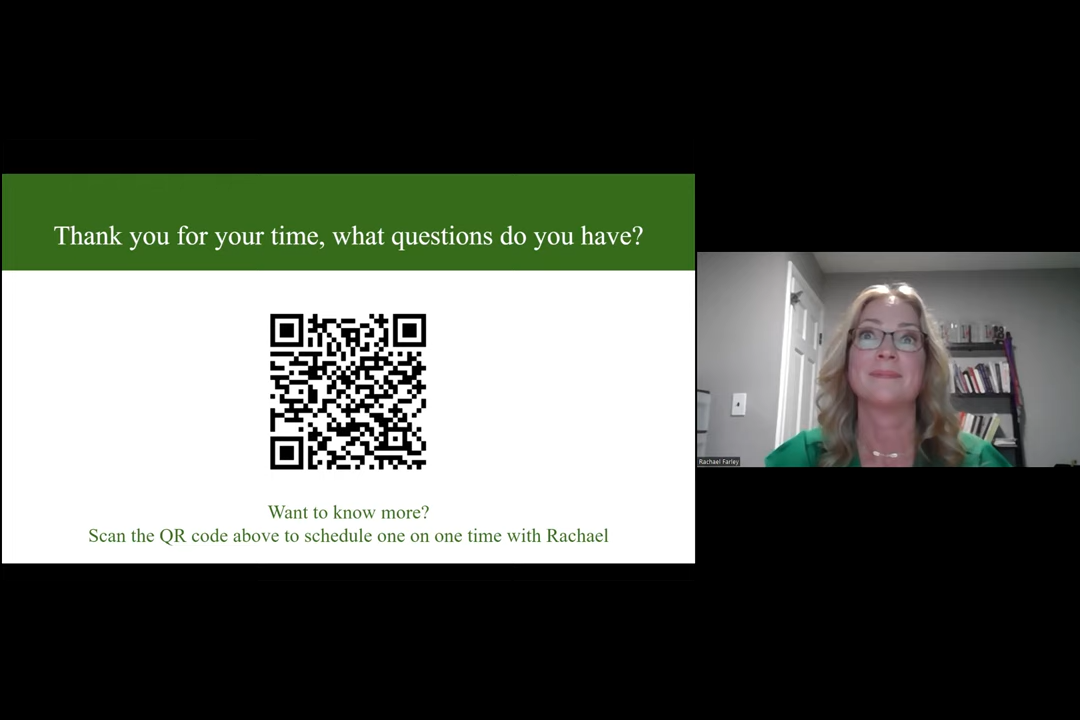 Thank you for your time, what questions do you have?
Want to know more?
Scan the QR code above to schedule one on one time with Rachael
Rachael Farley